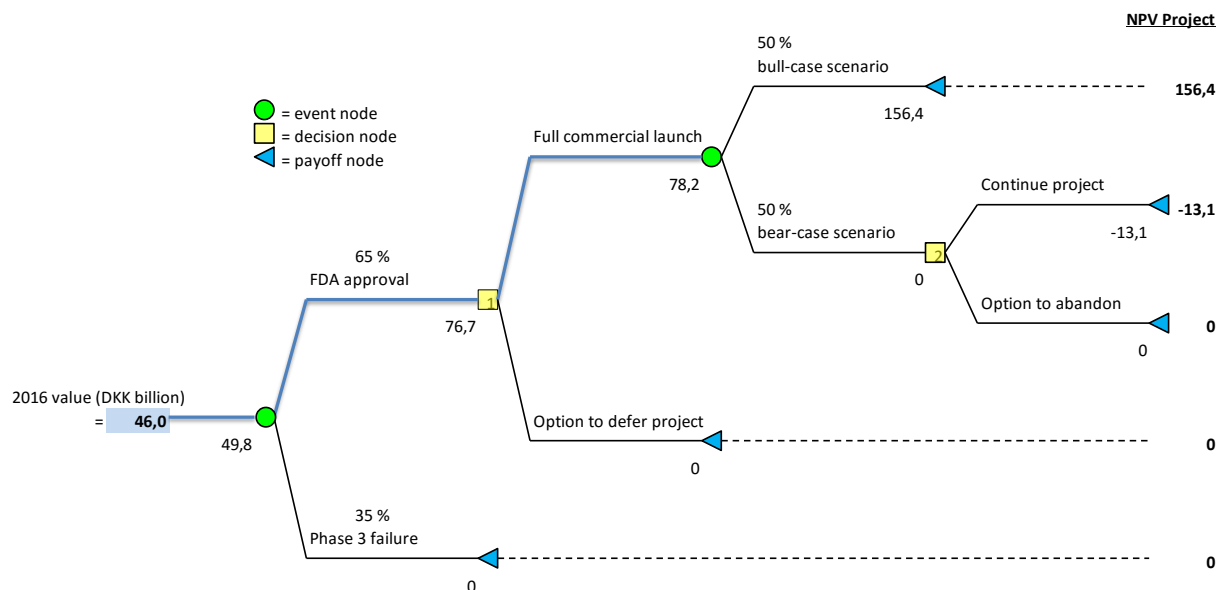 NPV Project
50 %
bull-case scenario
156,4
156,4
= event node
= decision node
= payoff node
Full commercial launch
78,2
Continue project
-13,1
-13,1
50 %
bear-case scenario
2
0
65 %
FDA approval
1
76,7
Option to abandon
0
0
2016 value (DKK billion)
= 46,0
49,8
Option to defer project
0
0
35 %
Phase 3 failure
0
0